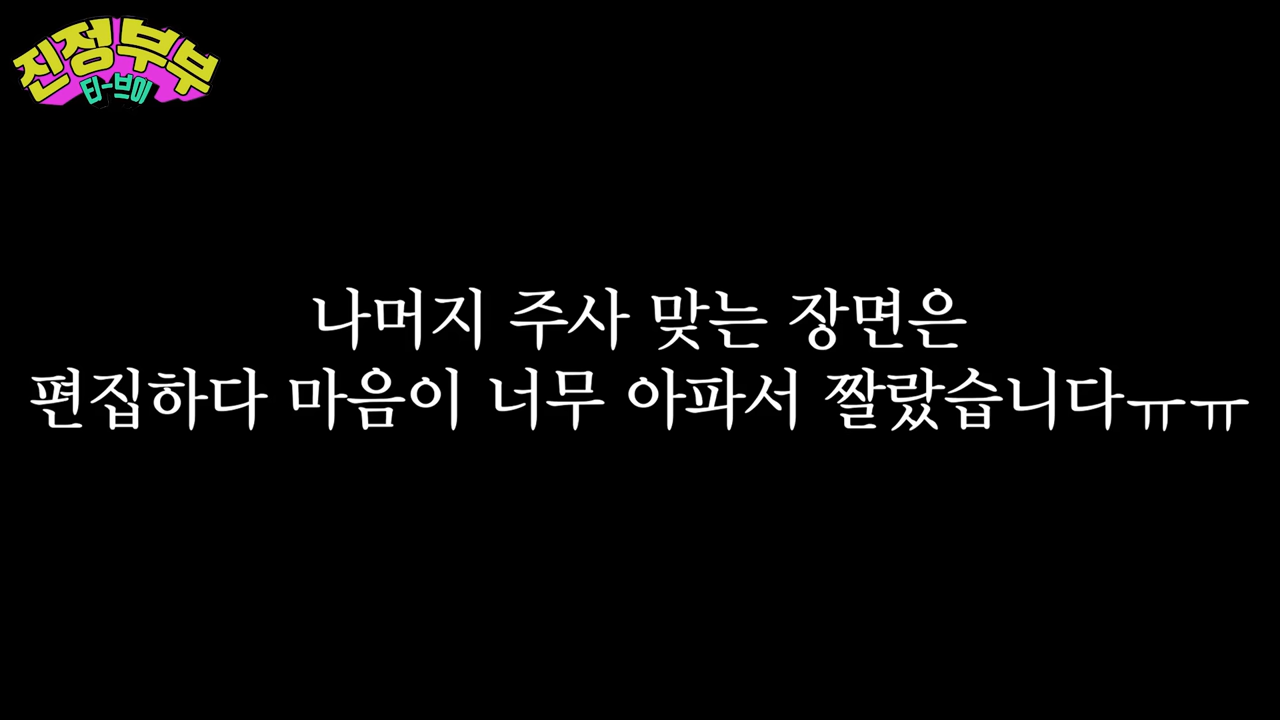 진정부부
티-브이
나머지 주사 맞는 장면은
편집하다 마음이 너무 아파서 짤랐습니다ㅠㅠ